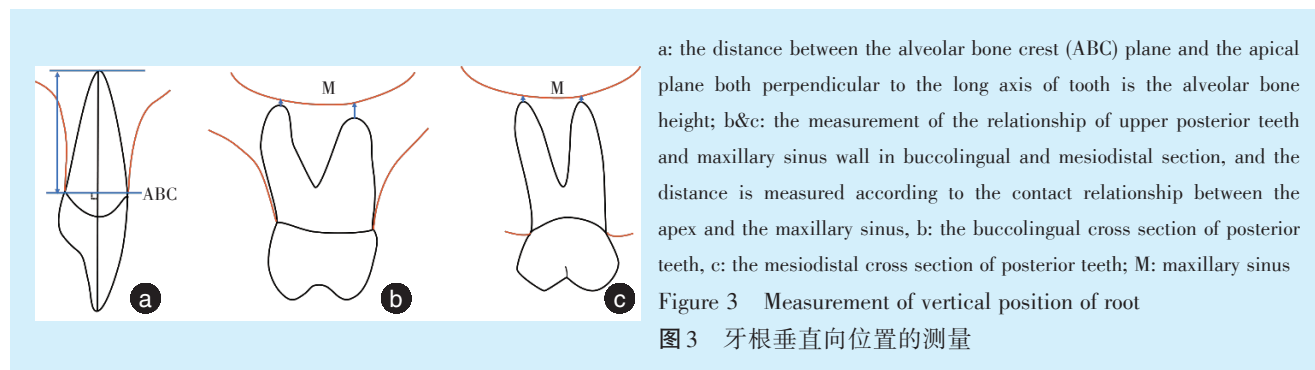 M
M
ABC
a
b
c
a: the distance between the alveolar bone crest (ABC) plane and the apical
plane both perpendicular to the long axis of tooth is the alveolar bone
height; b&c: the measurement of the relationship of upper posterior teeth
and maxillary sinus wall in buccolingual and mesiodistal section, and the
distance is measured according to the contact relationship between the
apex and the maxillary sinus, b: the buccolingual cross section of posterior
teeth, c: the mesiodistal cross section of posterior teeth; M: maxillary sinus
Figure 3 Measurement of vertical position of root
图3 牙根垂直向位置的测量